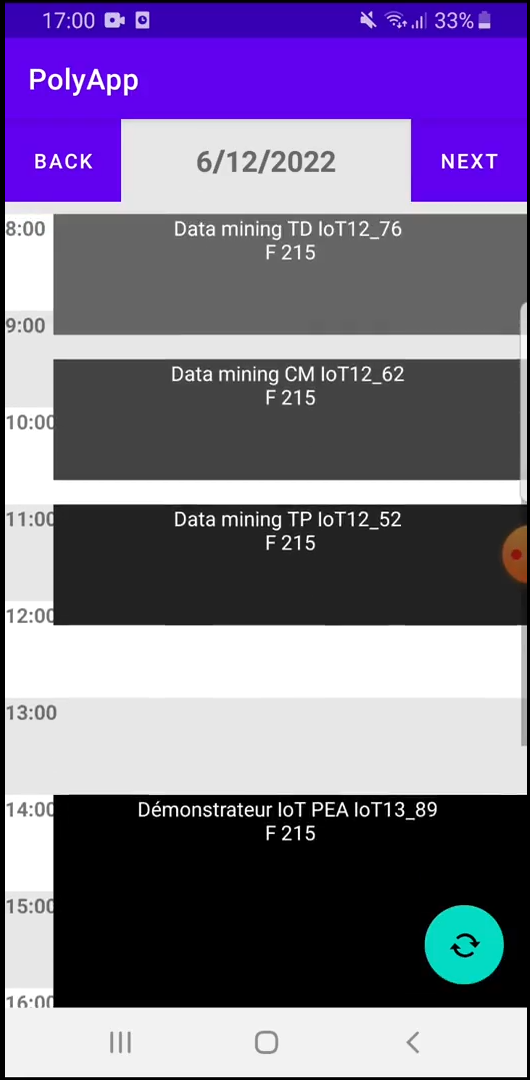 17:00
33%
PolyApp
BACK
6/12/2022
NEXT
8:00
Data mining TD IoT12_76
F 215
9:00
Data mining CM IoT12_62
F 215
10:00
11:00
Data mining TP IoT12_52
F 215
12:00
13:00
14:00
Démonstrateur IoT PEA IoT13_89
F 215
15:00
16:00